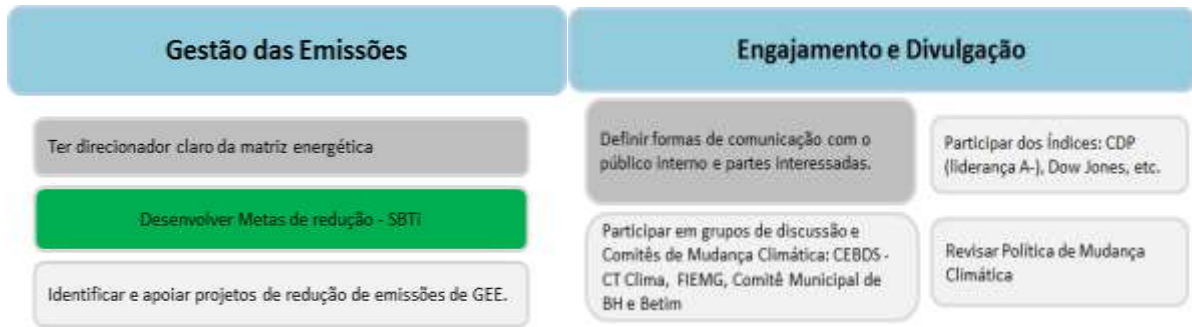 Gestão das Emissões
Ter direcionador claro da matriz energética
Desenvolver Metas de redução - SBTi
Identificar e apoiar projetos de redução de emissões de GEE.
Engajamento e Divulgação
Definir formas de comunicação com o
público interno e partes interessadas.
Participar dos Índices: CDP
(liderança A-), Dow Jones, etc.
Participar em grupos de discussão e
Comitês de Mudança Climática: CEBDS -
CT Clima, FIEMG, Comitê Municipal de
BH e Betim
Revisar Política de Mudança
Climática